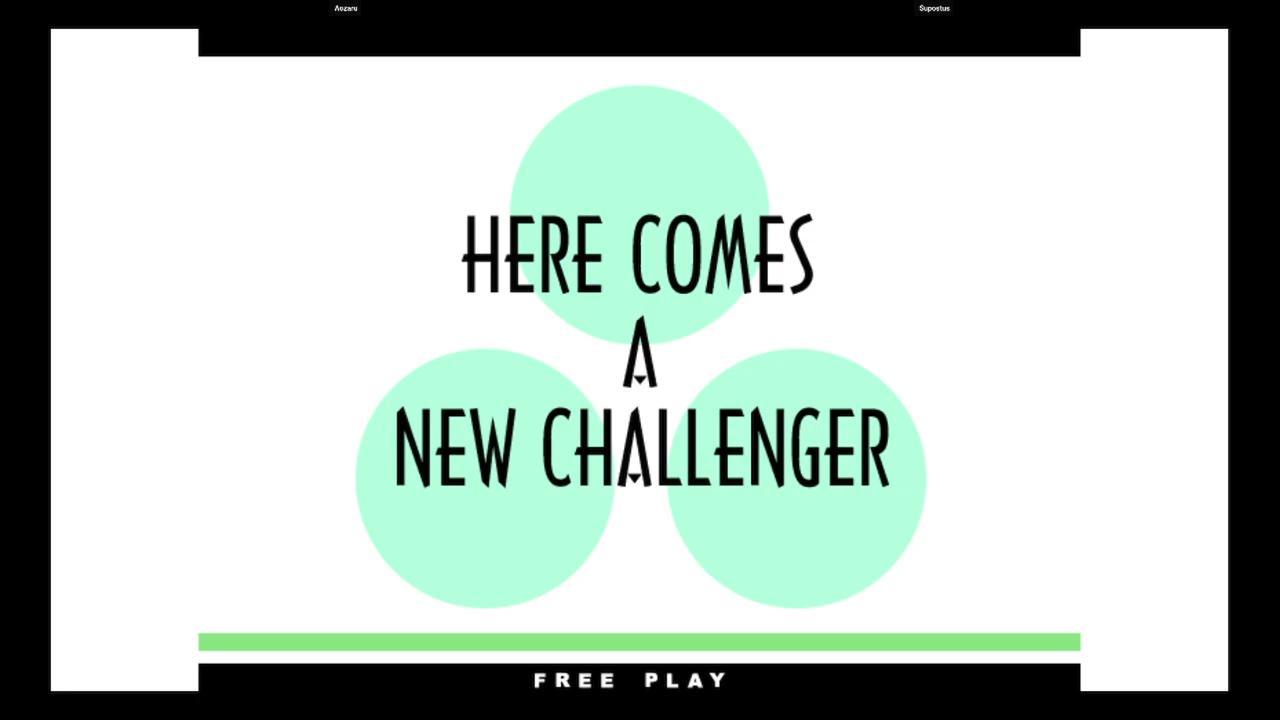 Aozaru
Supostus
HERE COMES
A
NEW CHALLENGER
FREE PLAY